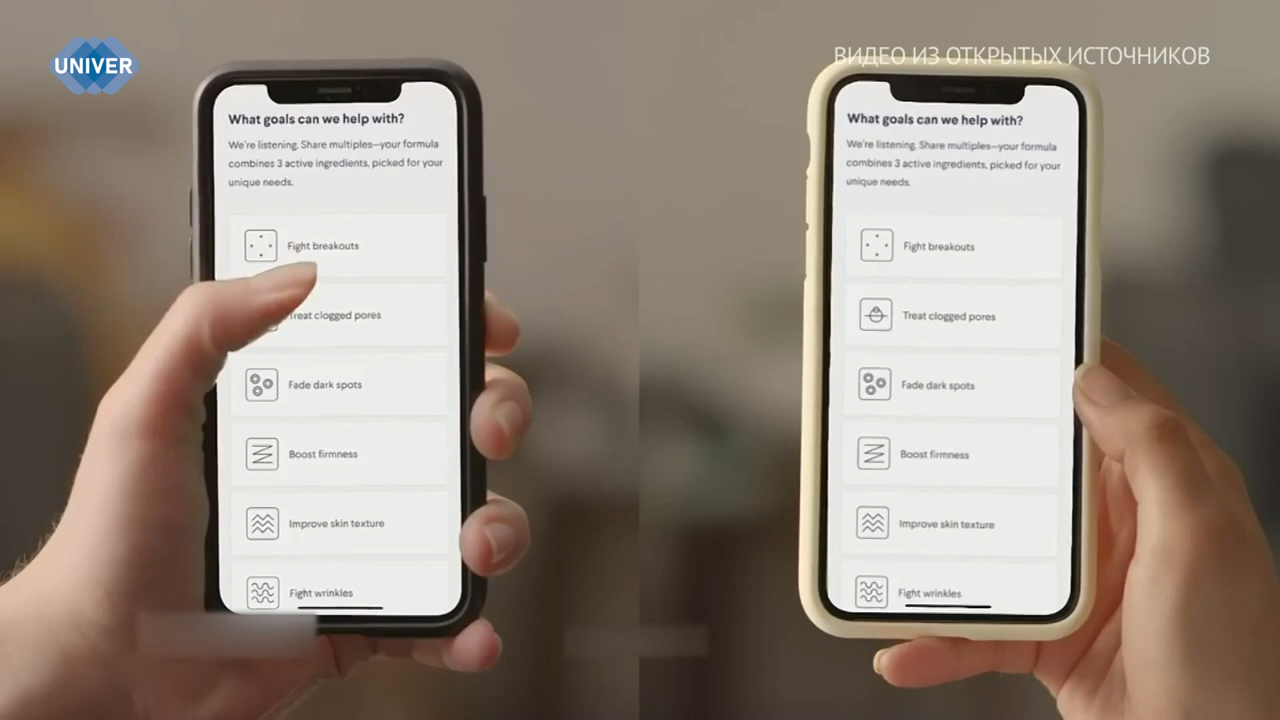 UNIVER
ВИДЕО ИЗ ОТКРЫТЫХ ИСТОЧНИКОВ
What goals can we help with?
We're listening. Share multiples—your formula
combines 3 active ingredients, picked for your
unique needs.
Fight breakouts
Treat clogged pores
Fade dark spots
Boost firmness
Improve skin texture
Fight wrinkles
What goals can we help with?
We're listening. Share multiples—your formula
combines 3 active ingredients, picked for your
unique needs.
Fight breakouts
Treat clogged pores
Fade dark spots
Boost firmness
Improve skin texture
Fight wrinkles